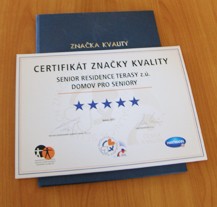 ZNAČKA KVALITY
CERTIFIKÁT ZNAČKY KVALITY
SENIOR RESIDENCE TERASY z.ú.
DOMOV PRO SENIORY